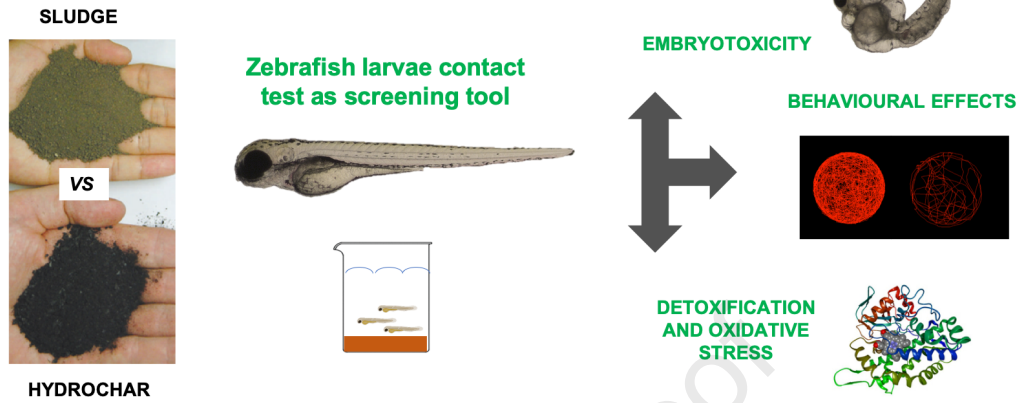 SLUDGE
VS
HYDROCHAR
Zebrafish larvae contact
test as screening tool
EMBRYOTOXICITY
BEHAVIOURAL EFFECTS
DETOXIFICATION
AND OXIDATIVE
STRESS